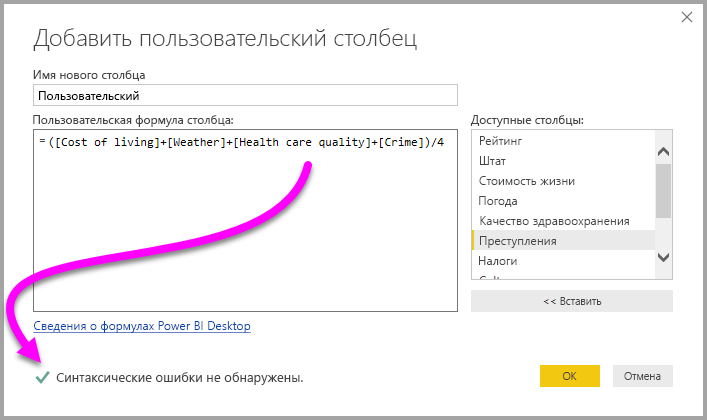 Добавить пользовательский столбец
Имя нового столбца
Пользовательский
Пользовательская формула столбца:
=([Cost of living]+[Weather]+[Health care quality]+[Crime])/4
Доступные столбцы:
Рейтинг
Штат
Стоимость жизни
Погода
Качество здравоохранения
Преступления
Налоги
<< Вставить
Сведения о формулах Power BI Desktop
Синтаксические ошибки не обнаружены.
ОК
Отмена